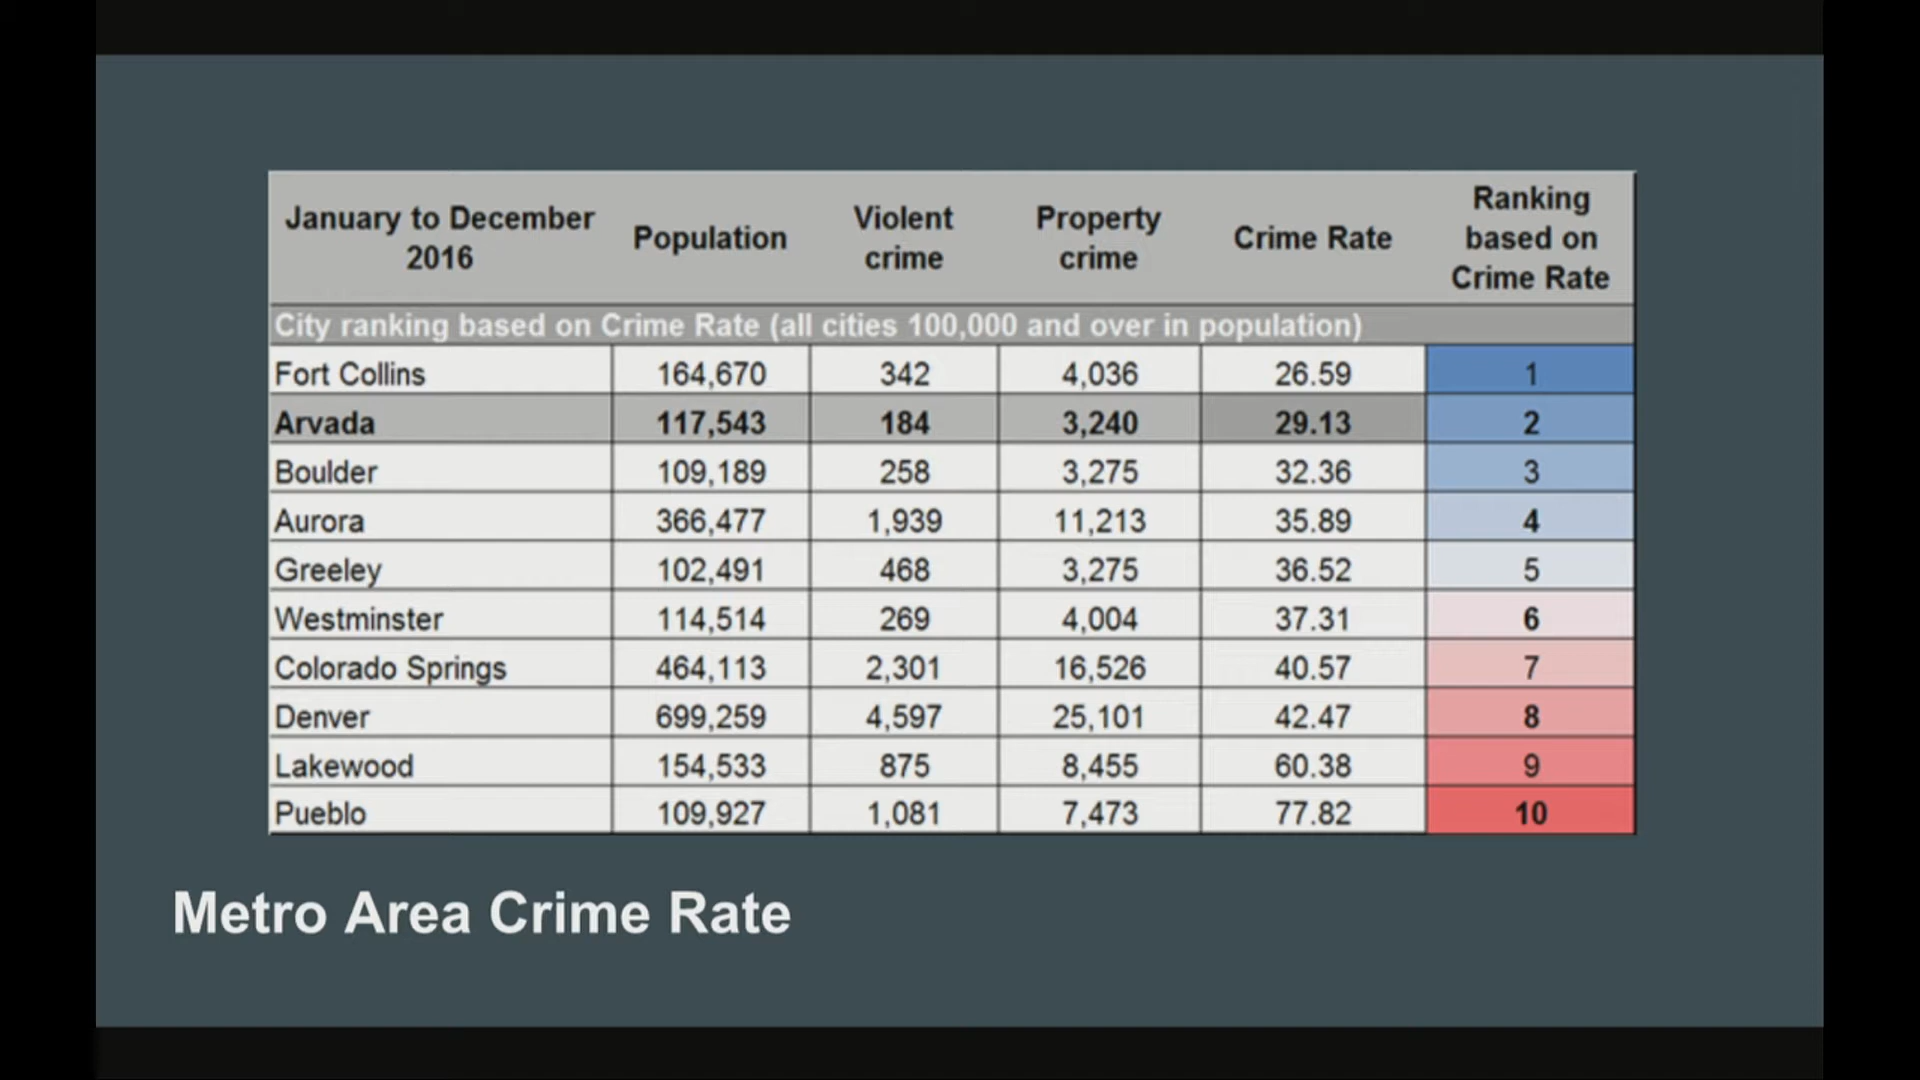 January to December 2016 Population Violent crime Property crime Crime Rate Ranking based on Crime Rate
City ranking based on Crime Rate (all cities 100,000 and over in population)
Fort Collins 164,670 342 4,036 26.59 1
Arvada 117,543 184 3,240 29.13 2
Boulder 109,189 258 3,275 32.36 3
Aurora 366,477 1,939 11,213 35.89 4
Greeley 102,491 468 3,275 36.52 5
Westminster 114,514 269 4,004 37.31 6
Colorado Springs 464,113 2,301 16,526 40.57 7
Denver 699,259 4,597 25,101 42.47 8
Lakewood 154,533 875 8,455 60.38 9
Pueblo 109,927 1,081 7,473 77.82 10
Metro Area Crime Rate